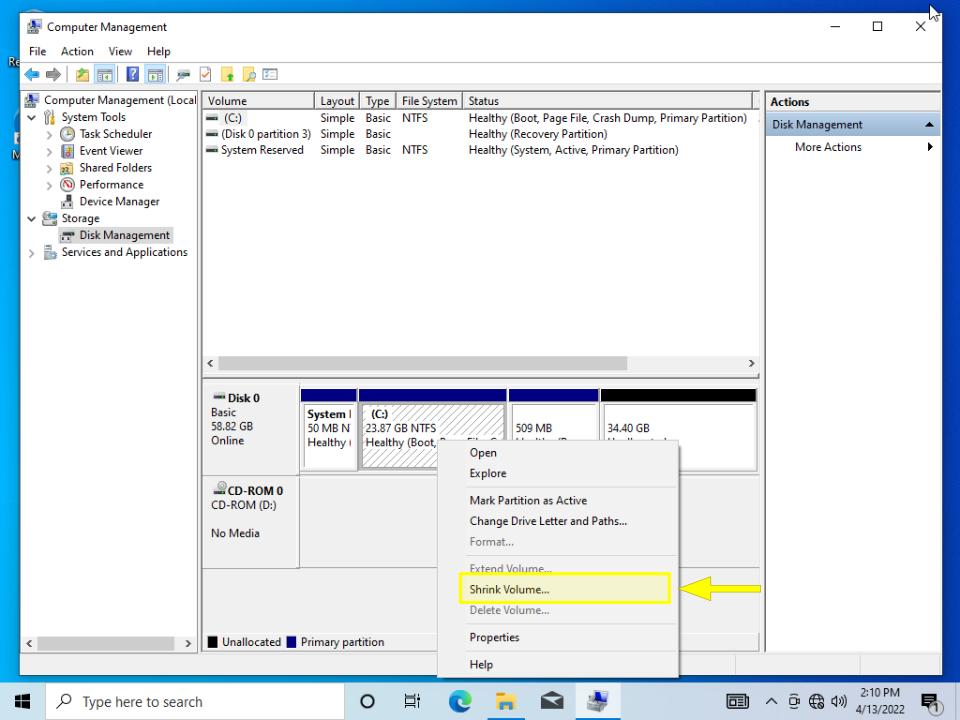 Computer Management
File Action View Help
Computer Management (Local
System Tools
Task Scheduler
Event Viewer
Shared Folders
Performance
Device Manager
Storage
Disk Management
Services and Applications
Volume Layout Type File System Status
(C:) Simple Basic NTFS Healthy (Boot, Page File, Crash Dump, Primary Partition)
(Disk 0 partition 3) Simple Basic Healthy (Recovery Partition)
System Reserved Simple Basic NTFS Healthy (System, Active, Primary Partition)
Actions
Disk Management
More Actions
Disk 0
Basic
58.82 GB
Online
System
50 MB N
Healthy (
(C:)
23.87 GB NTFS
Healthy (Boot,
509 MB
34.40 GB
CD-ROM 0
CD-ROM (D:)
No Media
Open
Explore
Mark Partition as Active
Change Drive Letter and Paths...
Format...
Extend Volume...
Shrink Volume...
Delete Volume...
Properties
Help
Unallocated Primary partition
Type here to search
2:10 PM
4/13/2022
1